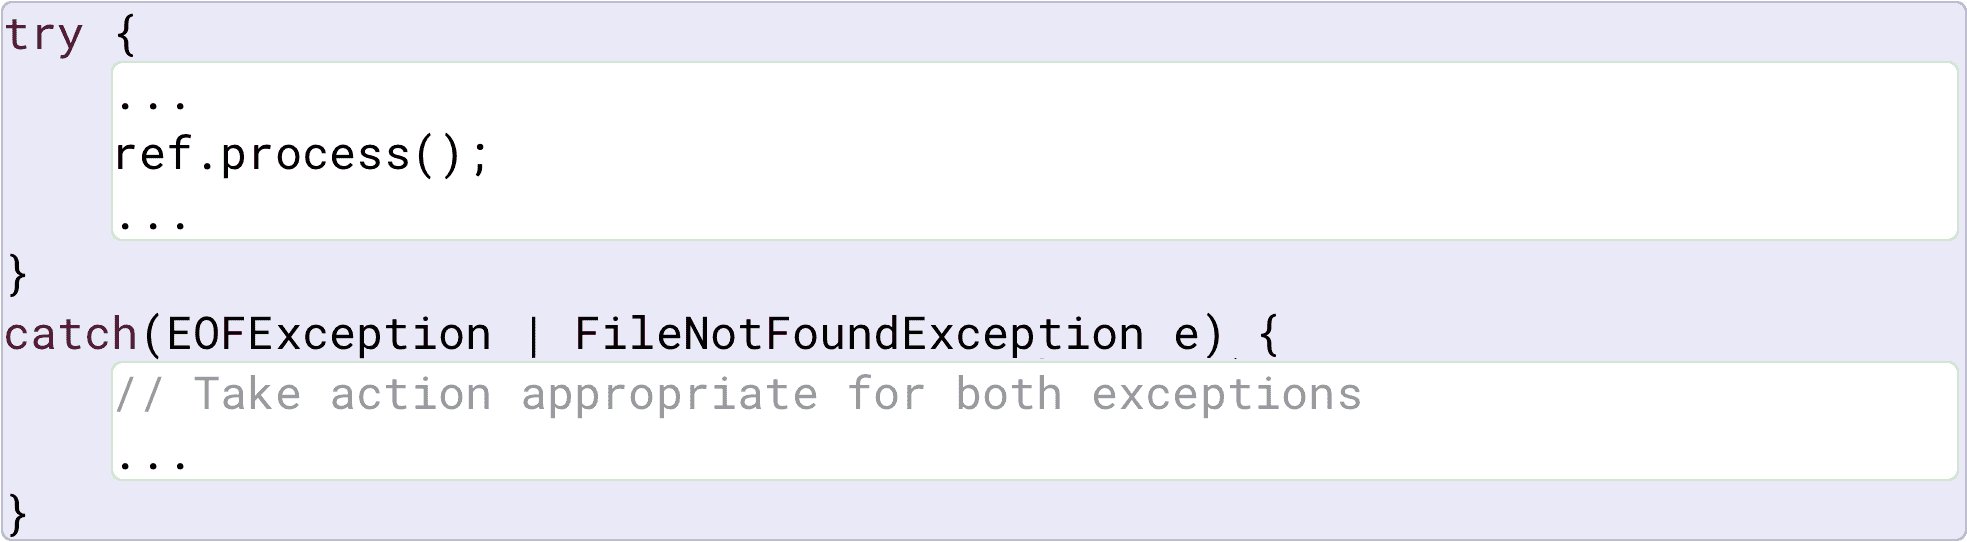 try {
...
ref.process();
...
}
catch(EOFException | FileNotFoundException e) {
// Take action appropriate for both exceptions
...
}